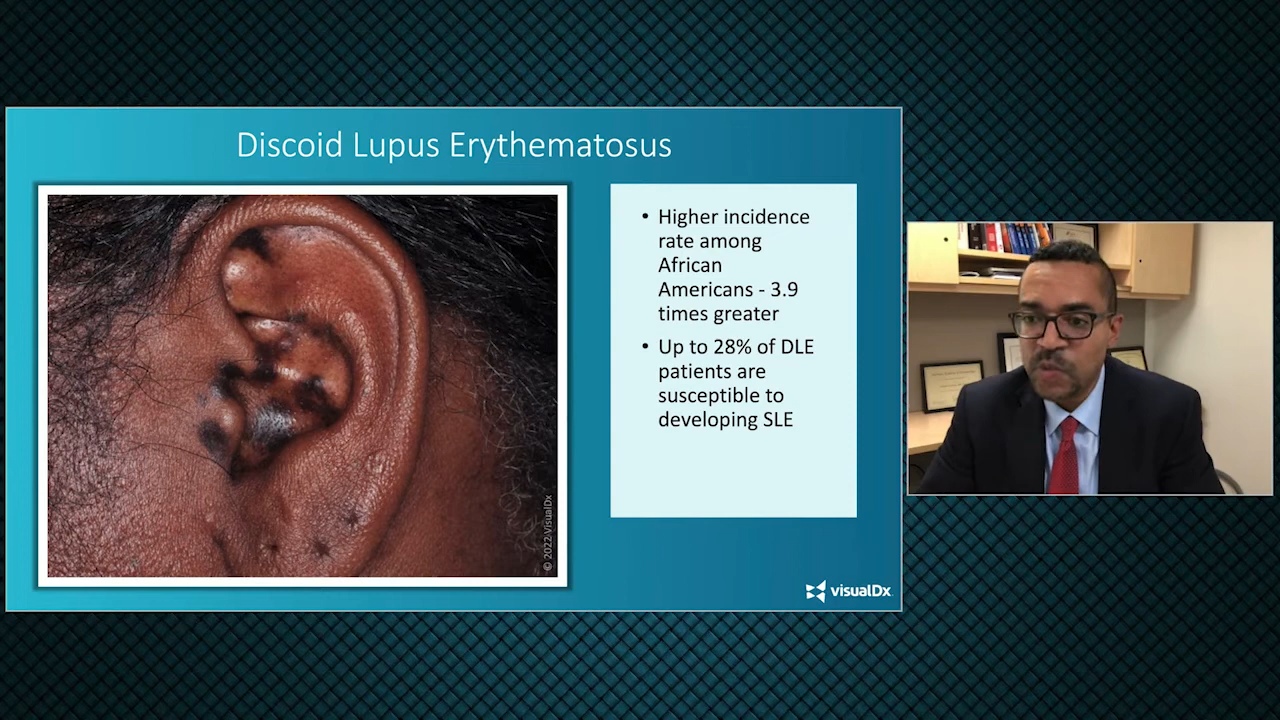 Discoid Lupus Erythematosus
• Higher incidence
rate among
African
Americans - 3.9
times greater
• Up to 28% of DLE
patients are
susceptible to
developing SLE
© 2022 VisualDx
visualDx